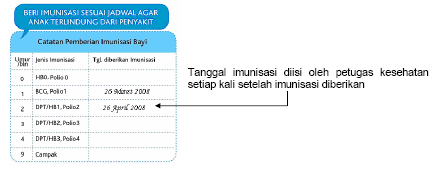 BERI IMUNISASI SESUAI JADWAL AGAR
ANAK TERLINDUNG DARI PENYAKIT
Catatan Pemberian Imunisasi Bayi
Umur /bln Jenis Imunisasi Tgl. diberikan Imunisasi
0 HB0, Polio 0
1 BCG, Polio1 26 Maret 2008
2 DPT/HB1, Polio2 26 April 2008
3 DPT/HB2, Polio3
4 DPT/HB3, Polio4
9 Campak
Tanggal imunisasi diisi oleh petugas kesehatan
setiap kali setelah imunisasi diberikan